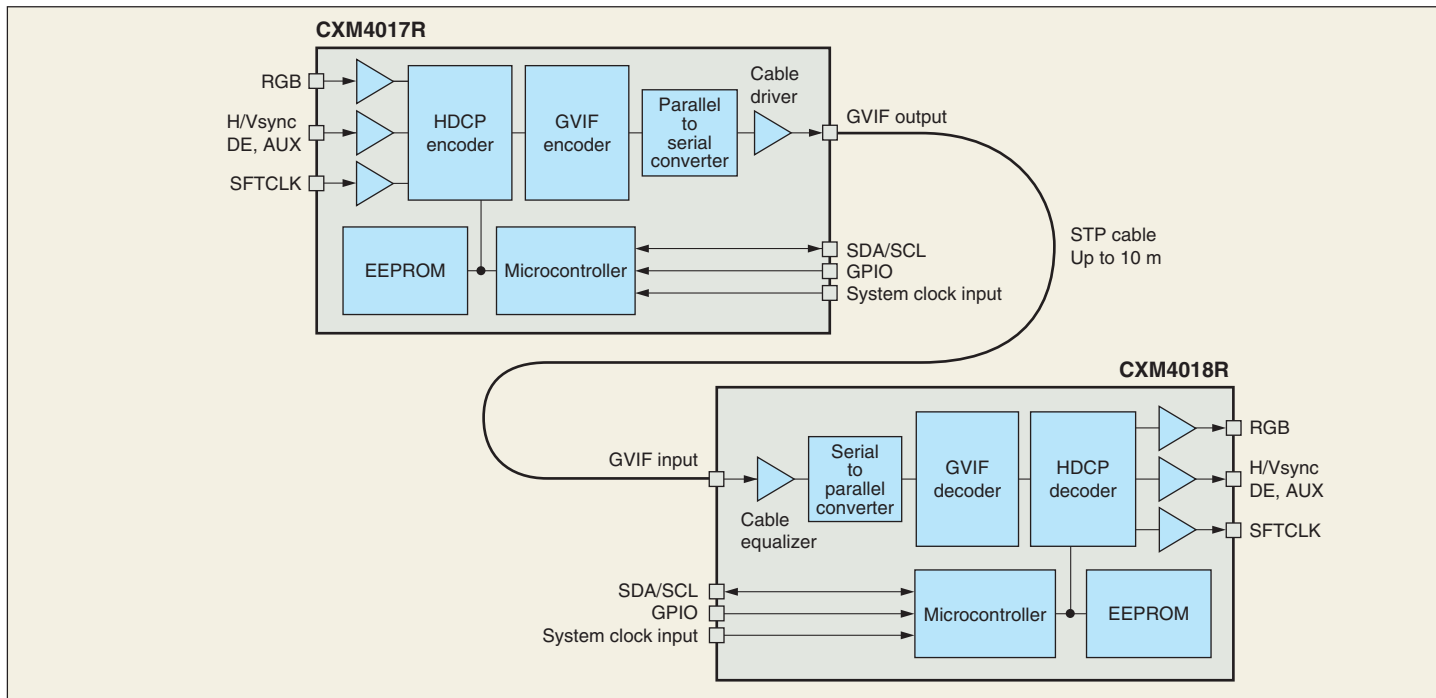 CXM4017R
RGB
H/Vsync
DE, AUX
SFTCLK
HDCP
encoder
GVIF
encoder
Parallel
to
serial
converter
Cable
driver
GVIF output
EEPROM
Microcontroller
SDA/SCL
GPIO
System clock input
STP cable
Up to 10 m
CXM4018R
GVIF input
Cable
equalizer
Serial
to
parallel
converter
GVIF
decoder
HDCP
decoder
RGB
H/Vsync
DE, AUX
SFTCLK
SDA/SCL
GPIO
System clock input
Microcontroller
EEPROM